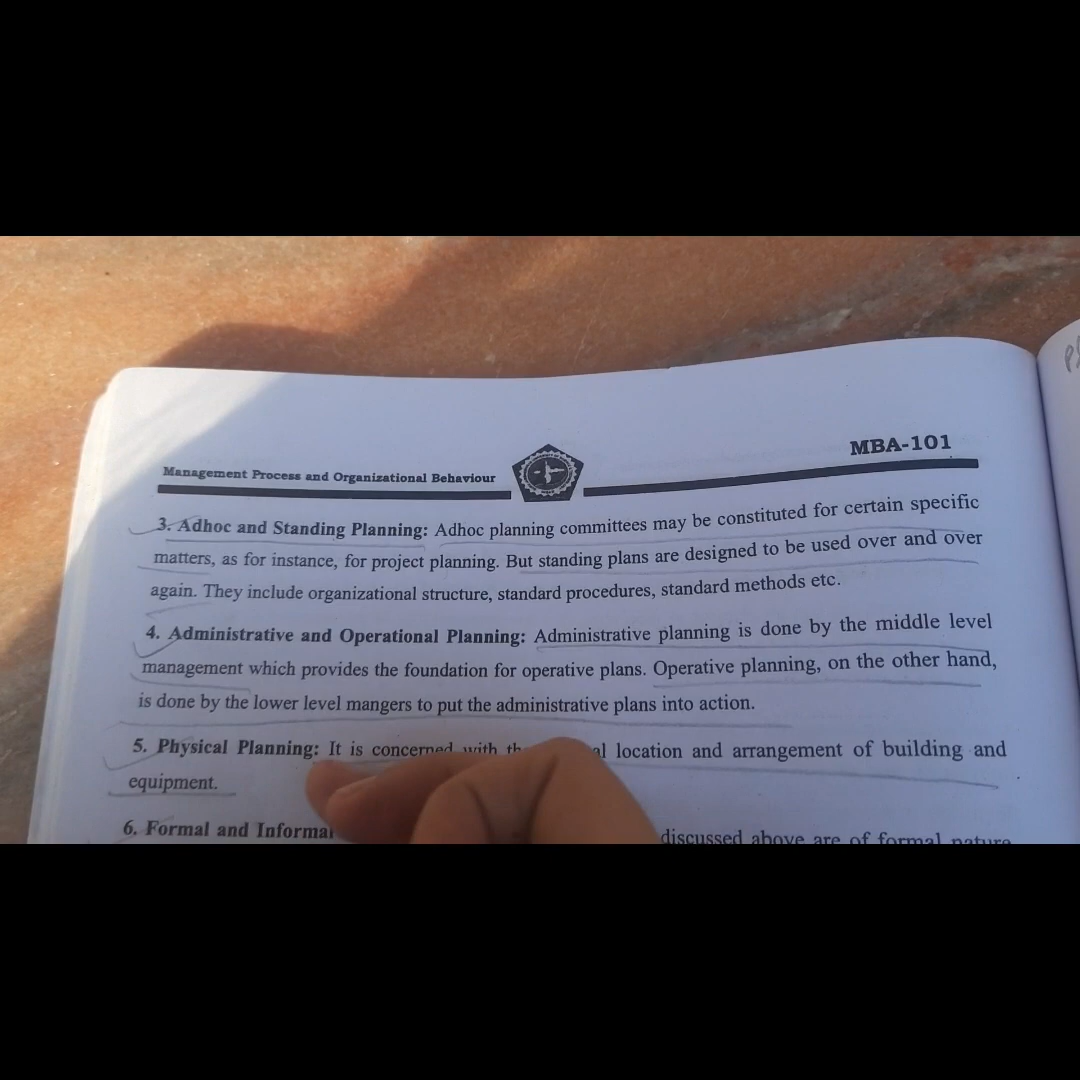 MBA-101
Management Process and Organizational Behaviour
3. Adhoc and Standing Planning: Adhoc planning committees may be constituted for certain specific
matters, as for instance, for project planning. But standing plans are designed to be used over and over
again. They include organizational structure, standard procedures, standard methods etc.
4. Administrative and Operational Planning: Administrative planning is done by the middle level
management which provides the foundation for operative plans. Operative planning, on the other hand,
is done by the lower level mangers to put the administrative plans into action.
5. Physical Planning: It is concerned with location and arrangement of building and
equipment.
6. Formal and discussed above are of formal nature